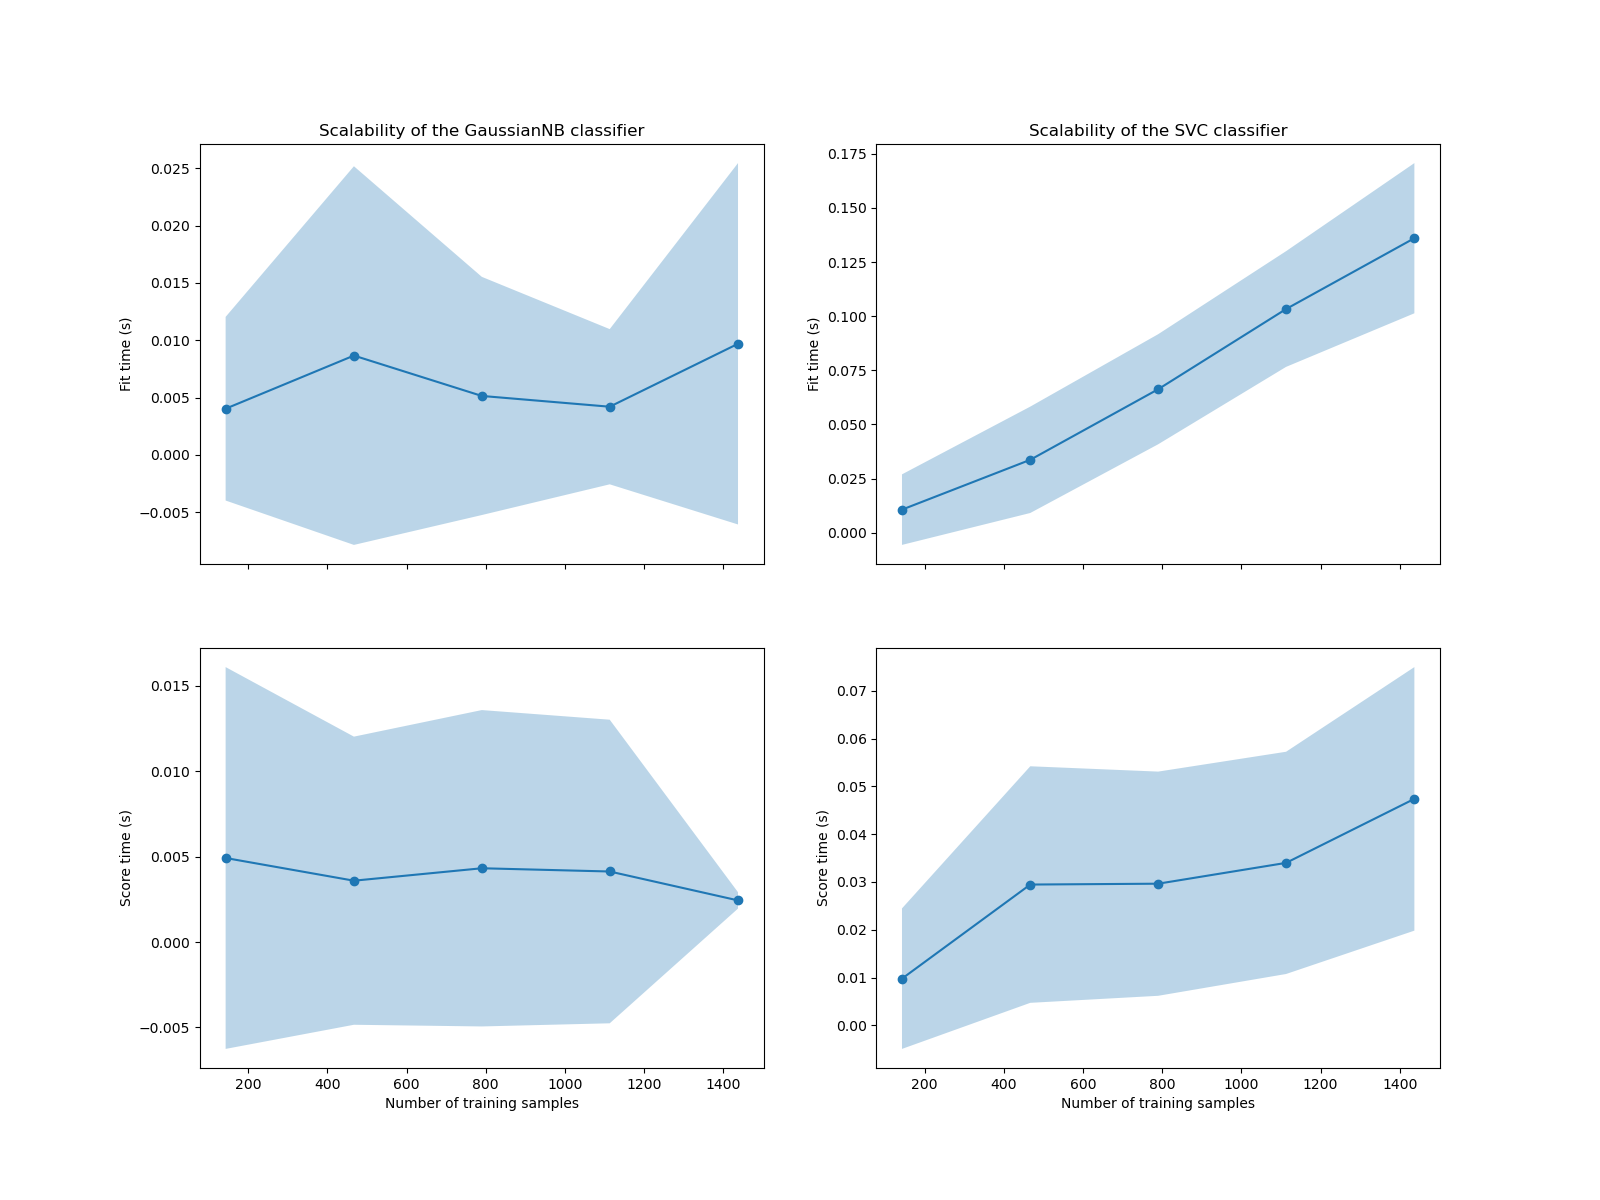 Scalability of the GaussianNB classifier
0.025
0.020
0.015
0.010
0.005
0.000
−0.005
Fit time (s)
Scalability of the SVC classifier
0.175
0.150
0.125
0.100
0.075
0.050
0.025
0.000
Fit time (s)
0.015
0.010
0.005
0.000
−0.005
Score time (s)
200 400 600 800 1000 1200 1400
Number of training samples
0.07
0.06
0.05
0.04
0.03
0.02
0.01
0.00
Score time (s)
200 400 600 800 1000 1200 1400
Number of training samples